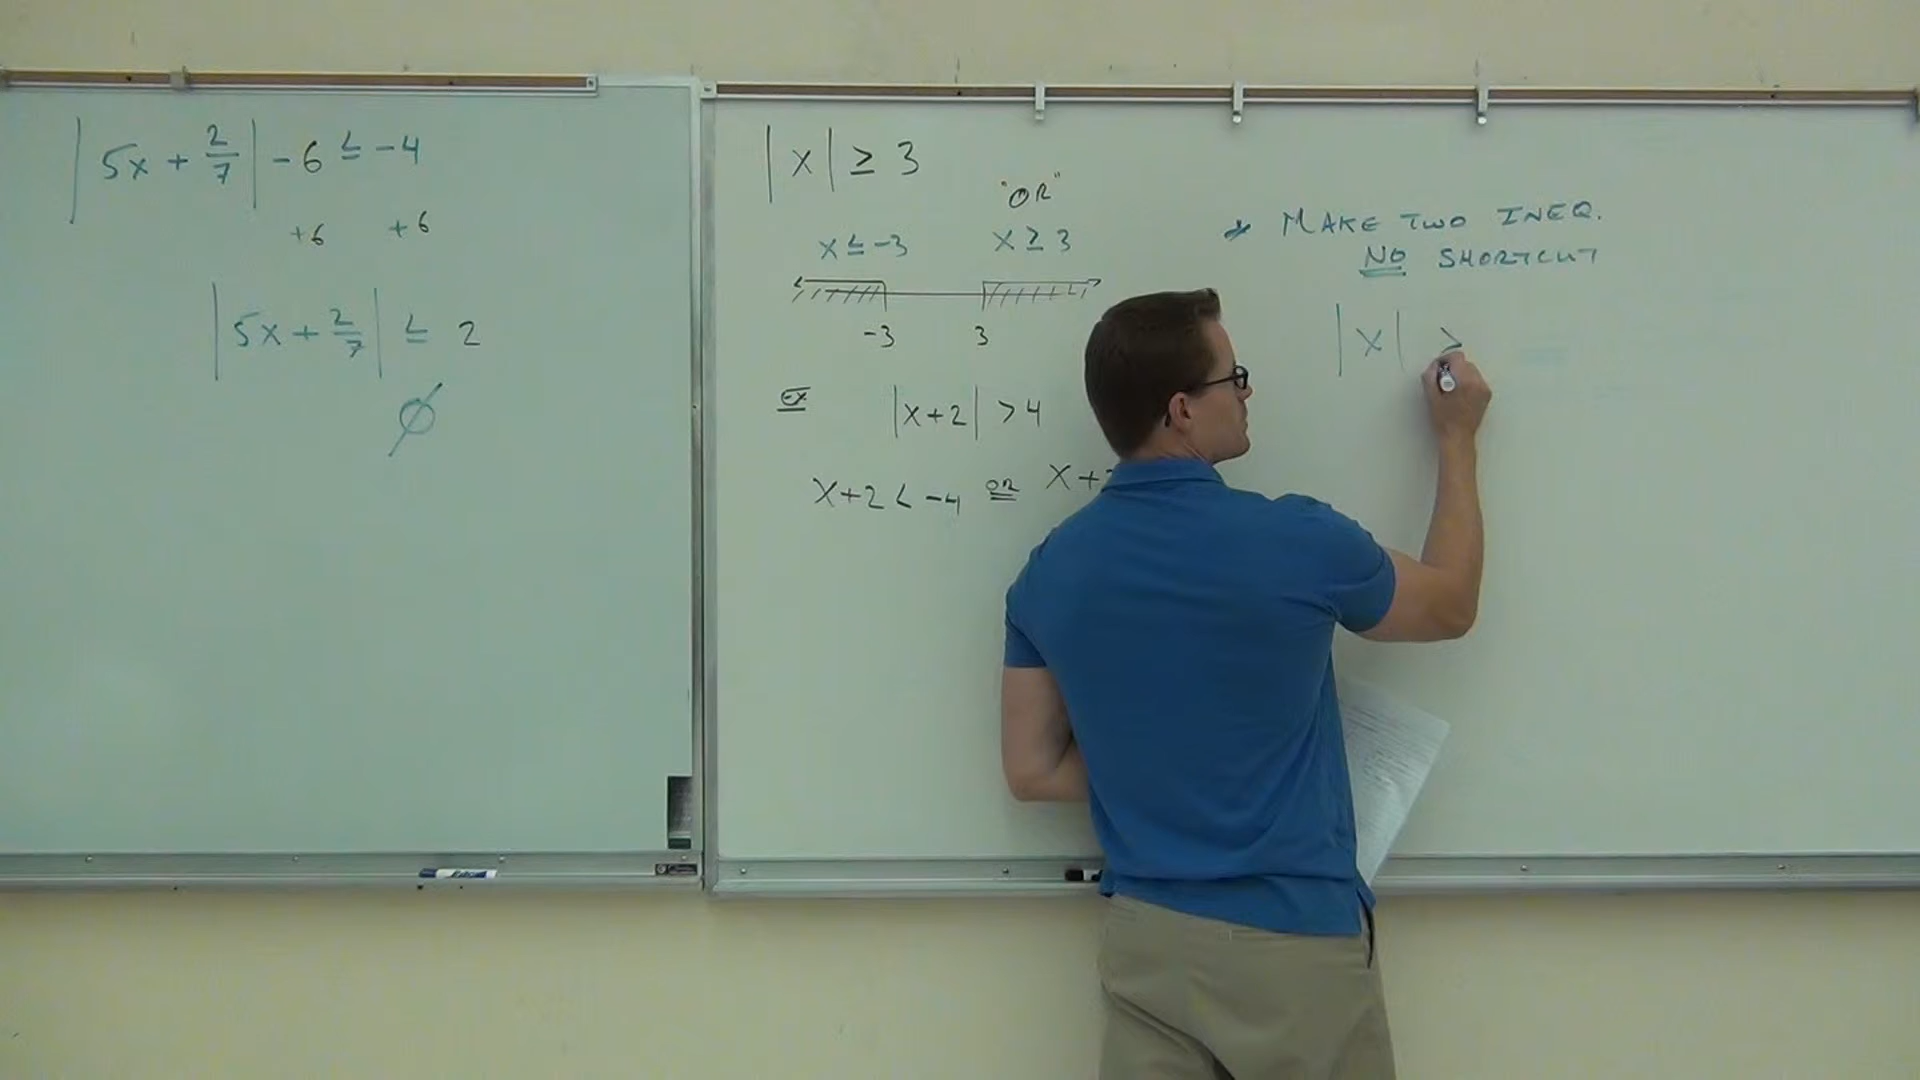 |5x + 2/7| - 6 ≤ -4
+6 +6
|5x + 2/7| ≤ 2
∅
|x| ≥ 3
"OR"
x ≤ -3 x ≥ 3
-3 3
Ex |x+2| > 4
x+2 < -4 or x+
* MAKE TWO INEQ.
NO SHORTCUT
|x| >